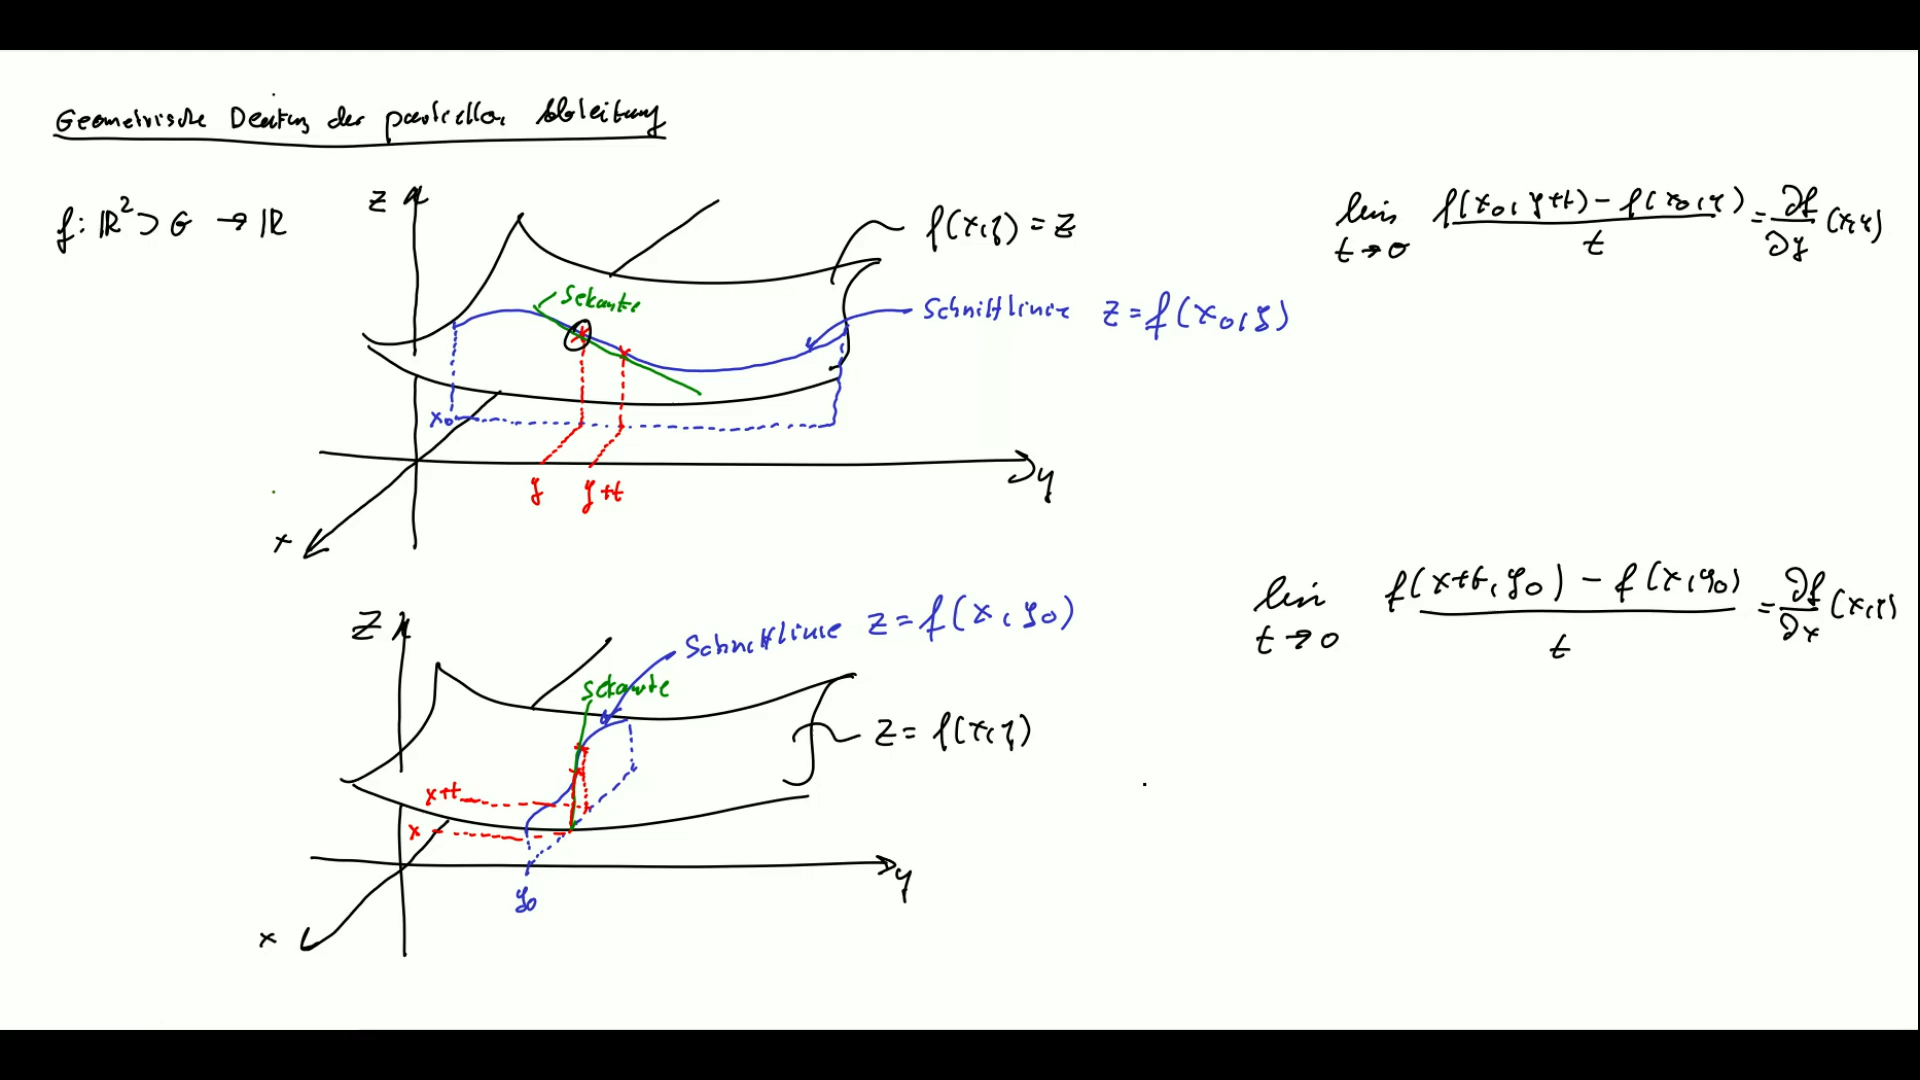 Geometrische Deutung der partiellen Ableitung
f: ℝ² ⊃ G → ℝ
z
f(x,y) = z
Sekante
Schnittlinie z = f(x₀,y)
x₀
y y+t
y
x
lim t→0 (f(x₀,y+t) - f(x₀,y)) / t = ∂f/∂y (x,y)
z
Schnittlinie z = f(x,y₀)
Sekante
z = f(x,y)
x+t
x
y₀
y
x
lim t→0 (f(x+t,y₀) - f(x,y₀)) / t = ∂f/∂x (x,y)